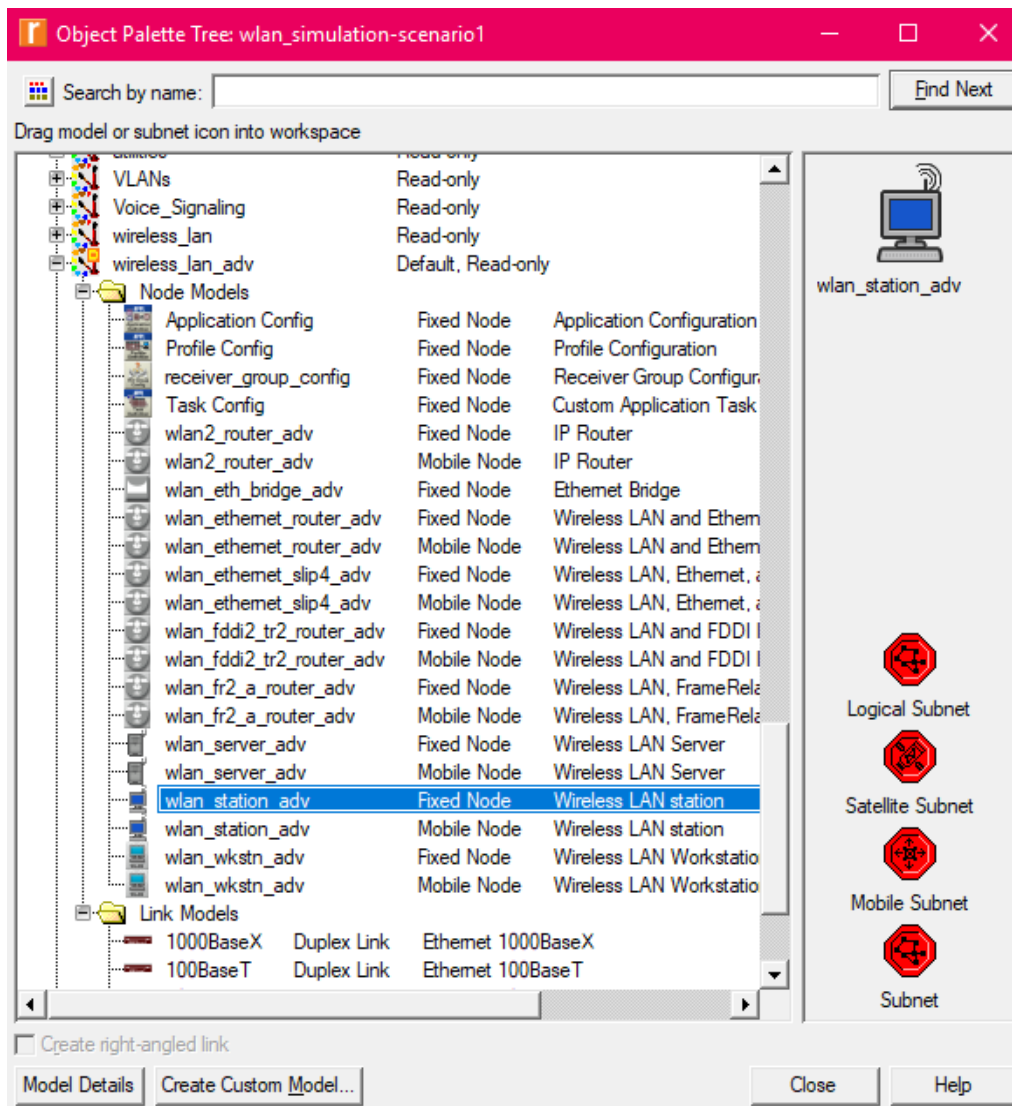 Object Palette Tree: wlan_simulation-scenario1
Search by name:
Find Next
Drag model or subnet icon into workspace
utilities Read-only
VLANs Read-only
Voice_Signaling Read-only
wireless_lan Read-only
wireless_lan_adv Default, Read-only
Node Models
Application Config Fixed Node Application Configuration
Profile Config Fixed Node Profile Configuration
receiver_group_config Fixed Node Receiver Group Configur
Task Config Fixed Node Custom Application Task
wlan2_router_adv Fixed Node IP Router
wlan2_router_adv Mobile Node IP Router
wlan_eth_bridge_adv Fixed Node Ethernet Bridge
wlan_ethernet_router_adv Fixed Node Wireless LAN and Ethern
wlan_ethernet_router_adv Mobile Node Wireless LAN and Ethern
wlan_ethernet_slip4_adv Fixed Node Wireless LAN, Ethernet, a
wlan_ethernet_slip4_adv Mobile Node Wireless LAN, Ethernet, a
wlan_fddi2_tr2_router_adv Fixed Node Wireless LAN and FDDI I
wlan_fddi2_tr2_router_adv Mobile Node Wireless LAN and FDDI I
wlan_fr2_a_router_adv Fixed Node Wireless LAN, FrameRela
wlan_fr2_a_router_adv Mobile Node Wireless LAN, FrameRela
wlan_server_adv Fixed Node Wireless LAN Server
wlan_server_adv Mobile Node Wireless LAN Server
wlan_station_adv Fixed Node Wireless LAN station
wlan_station_adv Mobile Node Wireless LAN station
wlan_wkstn_adv Fixed Node Wireless LAN Workstatio
wlan_wkstn_adv Mobile Node Wireless LAN Workstatio
Link Models
1000BaseX Duplex Link Ethernet 1000BaseX
100BaseT Duplex Link Ethernet 100BaseT
wlan_station_adv
Logical Subnet
Satellite Subnet
Mobile Subnet
Subnet
Create right-angled link
Model Details
Create Custom Model...
Close
Help